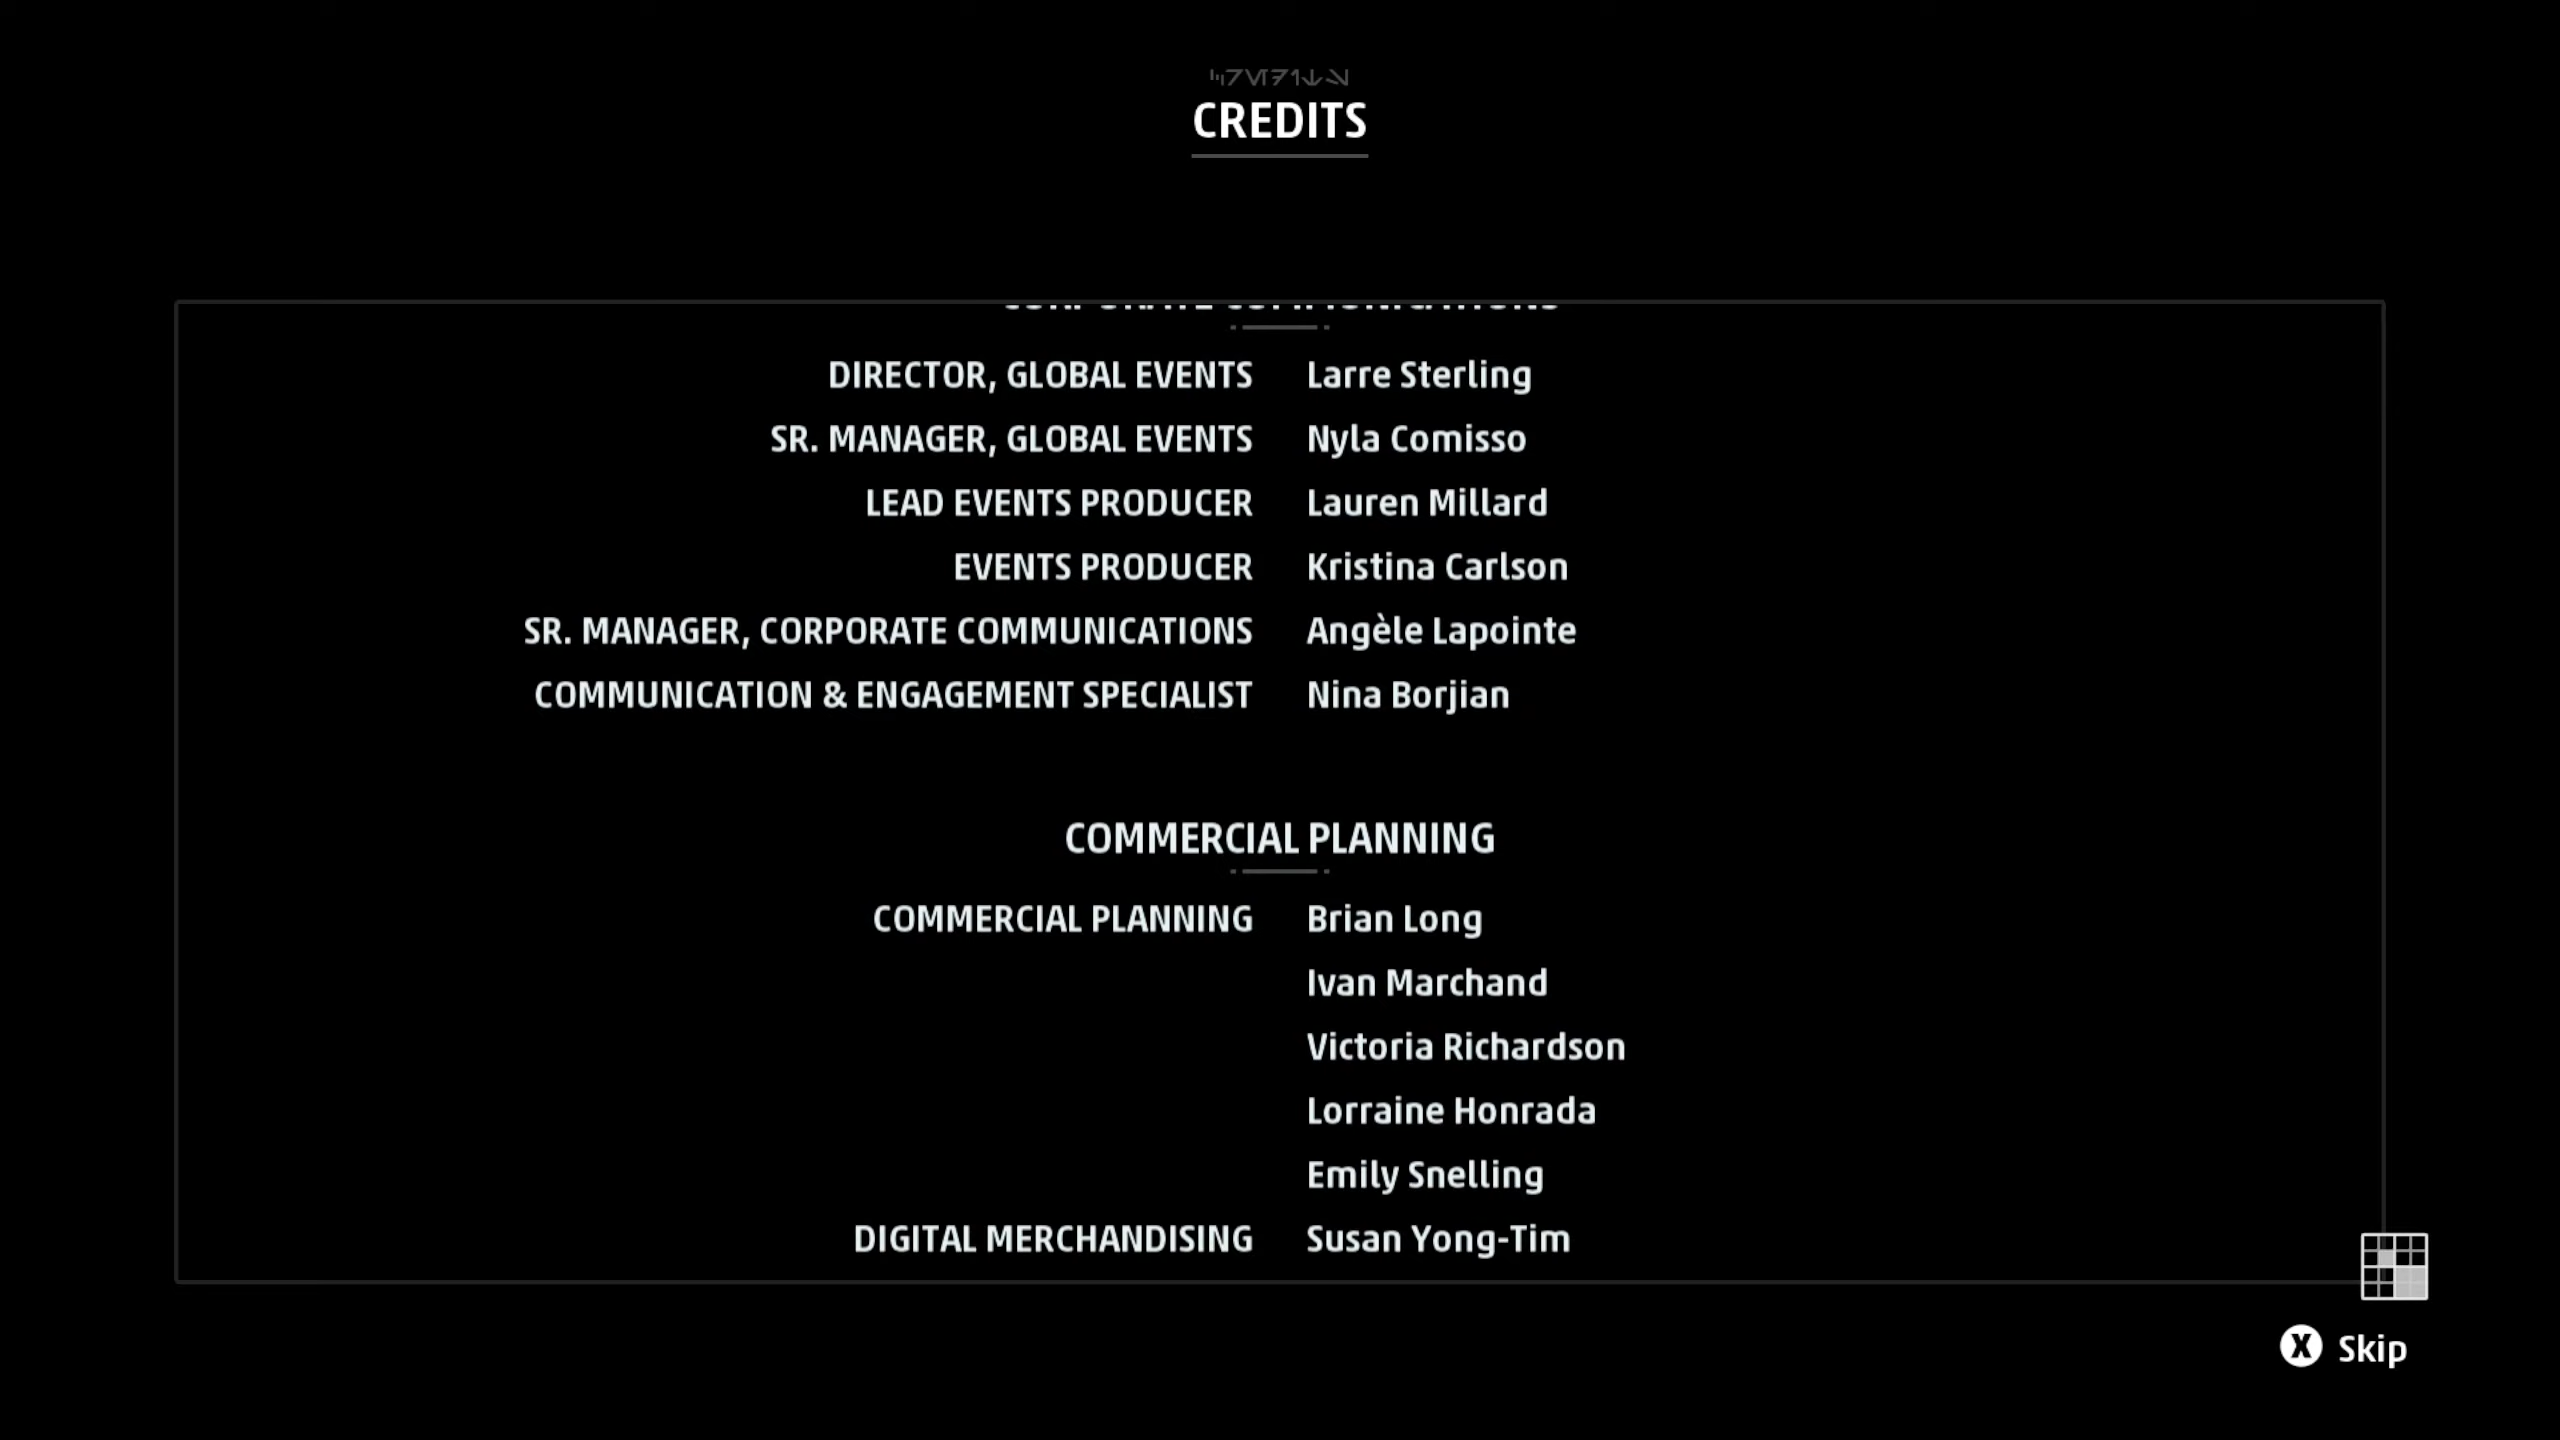 CREDITS
CORPORATE COMMUNICATIONS
DIRECTOR, GLOBAL EVENTS Larre Sterling
SR. MANAGER, GLOBAL EVENTS Nyla Comisso
LEAD EVENTS PRODUCER Lauren Millard
EVENTS PRODUCER Kristina Carlson
SR. MANAGER, CORPORATE COMMUNICATIONS Angèle Lapointe
COMMUNICATION & ENGAGEMENT SPECIALIST Nina Borjian
COMMERCIAL PLANNING
COMMERCIAL PLANNING Brian Long
Ivan Marchand
Victoria Richardson
Lorraine Honrada
Emily Snelling
DIGITAL MERCHANDISING Susan Yong-Tim
X Skip